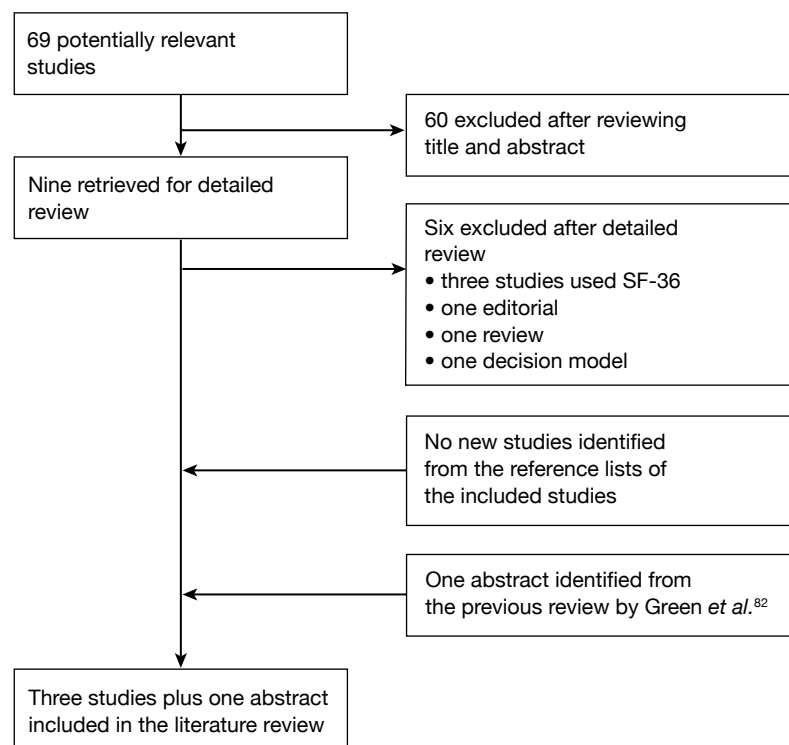 69 potentially relevant
studies
60 excluded after reviewing
title and abstract
Nine retrieved for detailed
review
Six excluded after detailed
review
• three studies used SF-36
• one editorial
• one review
• one decision model
No new studies identified
from the reference lists of
the included studies
One abstract identified from
the previous review by Green et al.⁸²
Three studies plus one abstract
included in the literature review